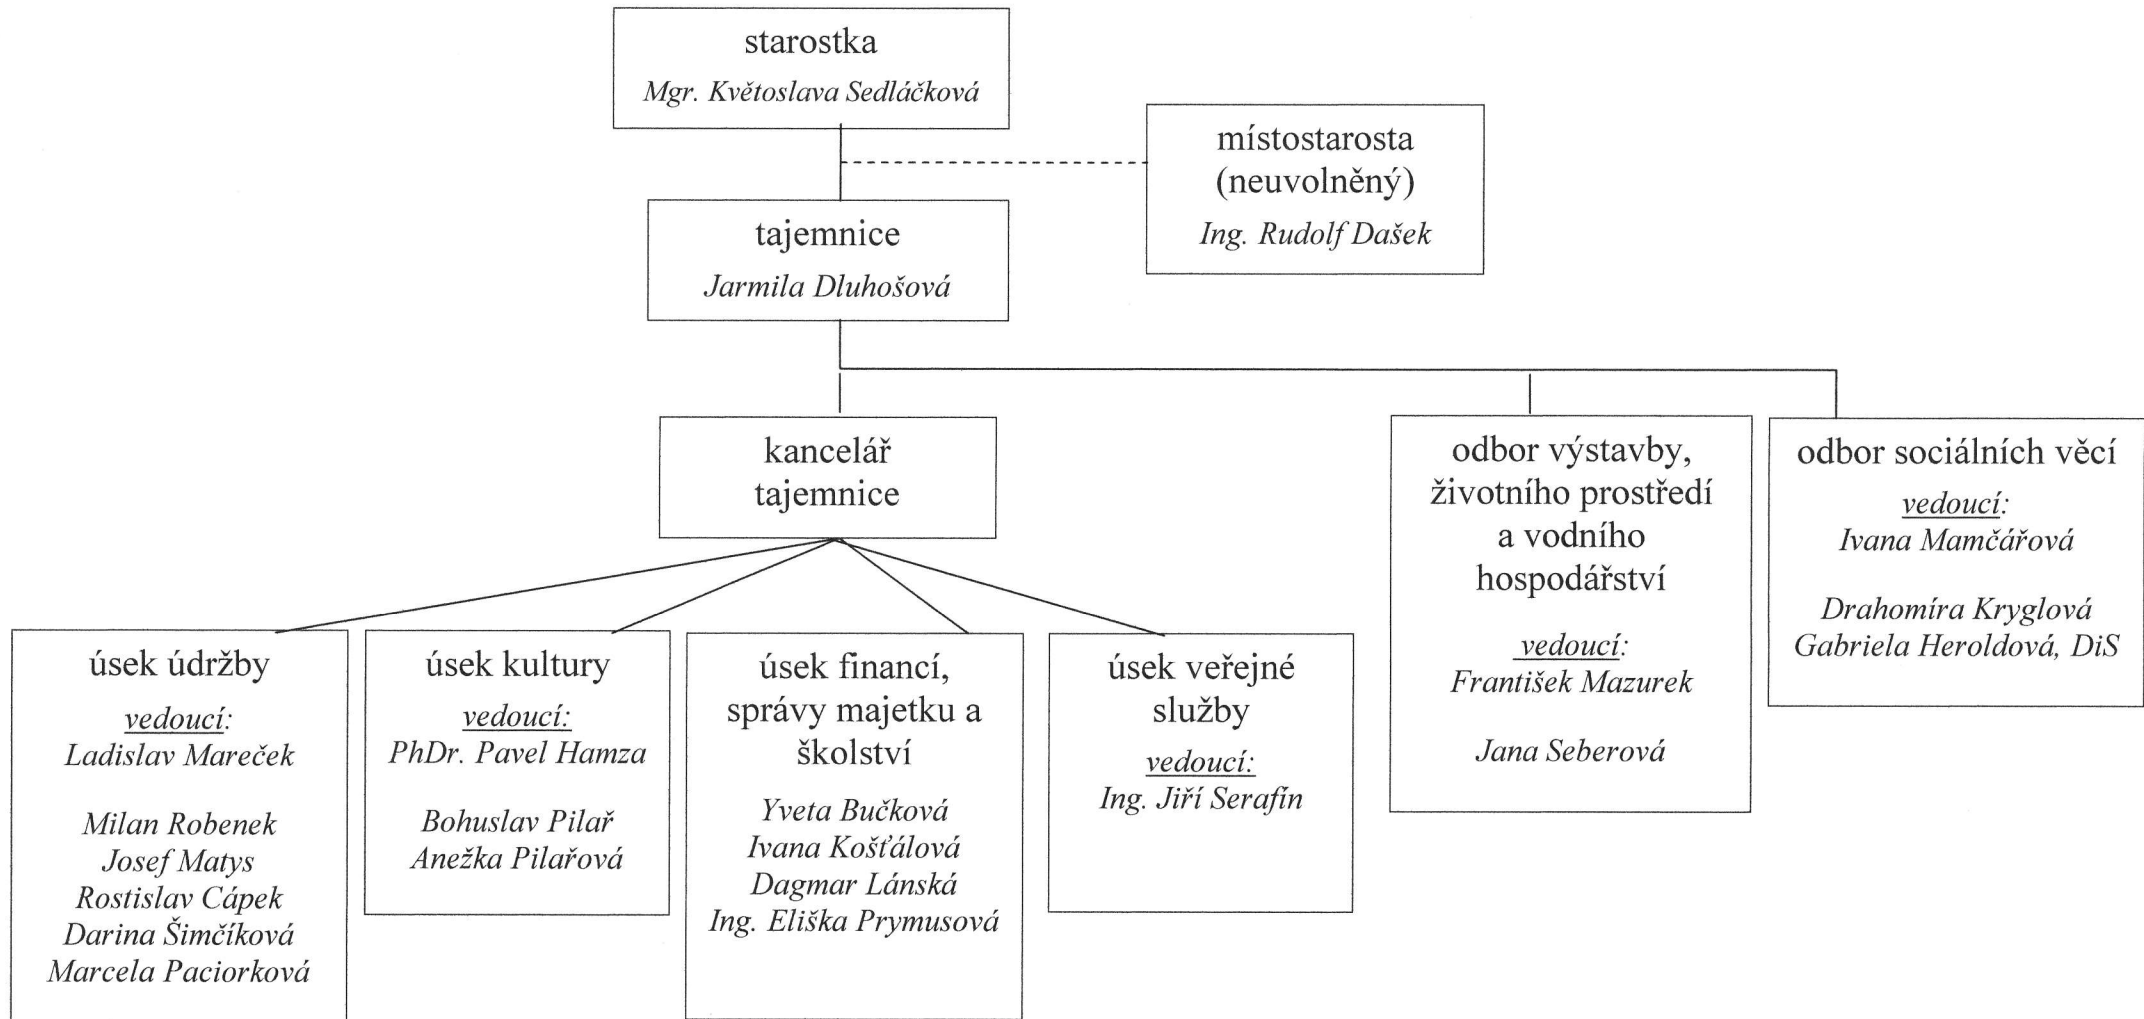 starostka
Mgr. Květoslava Sedláčková
místostarosta
(neuvolněný)
Ing. Rudolf Dašek
tajemnice
Jarmila Dluhošová
kancelář
tajemnice
odbor výstavby,
životního prostředí
a vodního
hospodářství
vedoucí:
František Mazurek
Jana Seberová
odbor sociálních věcí
vedoucí:
Ivana Mamčářová
Drahomíra Kryglová
Gabriela Heroldová, DiS
úsek údržby
vedoucí:
Ladislav Mareček
Milan Robenek
Josef Matys
Rostislav Cápek
Darina Šimčíková
Marcela Paciorková
úsek kultury
vedoucí:
PhDr. Pavel Hamza
Bohuslav Pilař
Anežka Pilařová
úsek financí,
správy majetku a
školství
Yveta Bučková
Ivana Košťálová
Dagmar Lánská
Ing. Eliška Prymusová
úsek veřejné
služby
vedoucí:
Ing. Jiří Serafín